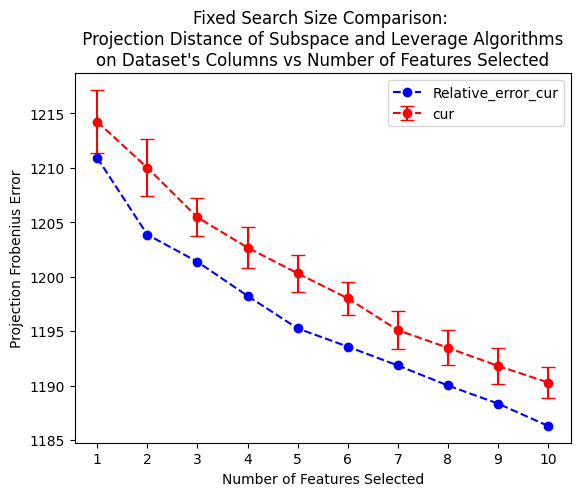 Fixed Search Size Comparison:
Projection Distance of Subspace and Leverage Algorithms
on Dataset's Columns vs Number of Features Selected
Relative_error_cur
cur
Projection Frobenius Error
1215
1210
1205
1200
1195
1190
1185
1 2 3 4 5 6 7 8 9 10
Number of Features Selected